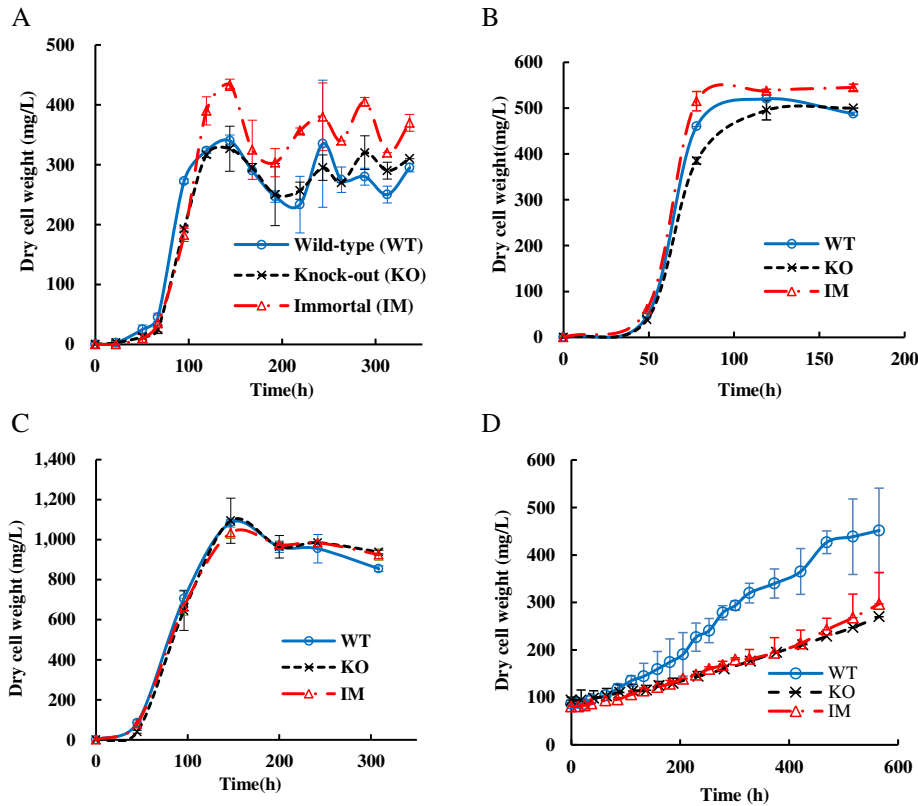 A
Dry cell weight (mg/L)
500
400
300
200
100
0
Wild-type (WT)
Knock-out (KO)
Immortal (IM)
0 100 200 300
Time(h)
B
Dry cell weight(mg/L)
600
500
400
300
200
100
0
WT
KO
IM
0 50 100 150 200
Time(h)
C
Dry cell weight (mg/L)
1,400
1,200
1,000
800
600
400
200
0
WT
KO
IM
0 100 200 300
Time(h)
D
Dry cell weight (mg/L)
600
500
400
300
200
100
0
WT
KO
IM
0 200 400 600
Time (h)